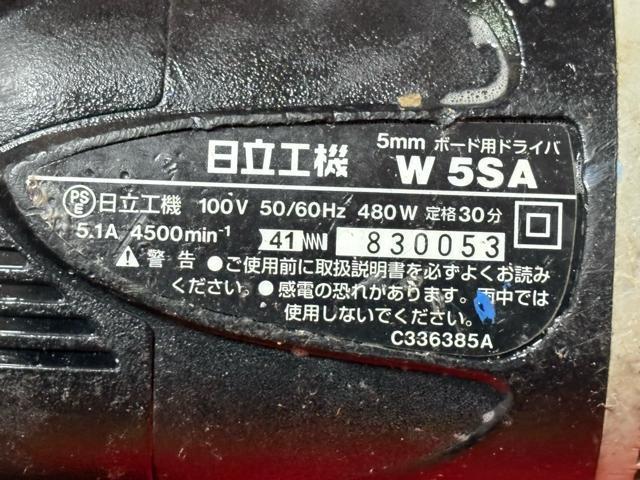 日立工機 5mm ボード用ドライバ
W 5SA
PSE 日立工機 100V 50/60Hz 480W 定格30分
5.1A 4500min⁻¹ 41 830053
警告 ●ご使用前に取扱説明書を必ずよくお読み
ください。●感電の恐れがあります。雨中では
使用しないでください。
C336385A